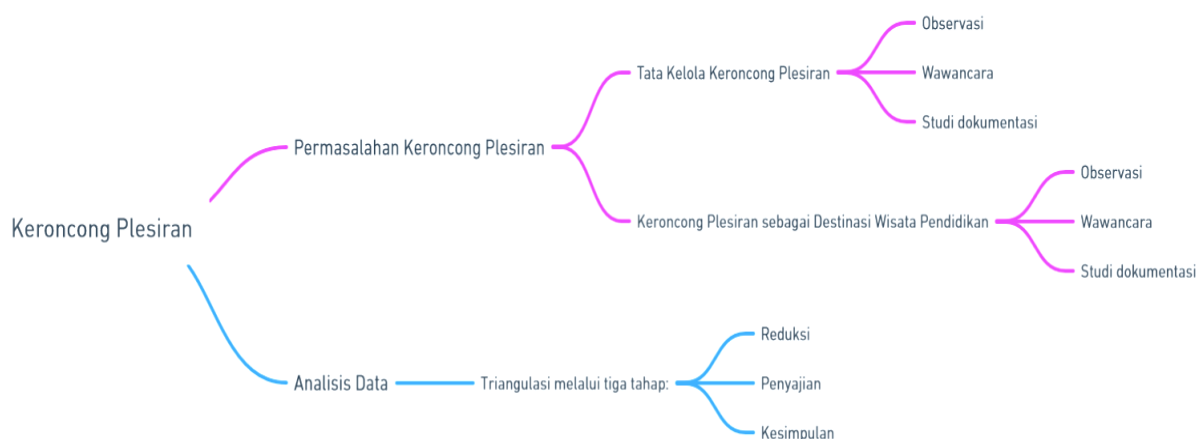 Keroncong Plesiran
Permasalahan Keroncong Plesiran
Tata Kelola Keroncong Plesiran
Observasi
Wawancara
Studi dokumentasi
Keroncong Plesiran sebagai Destinasi Wisata Pendidikan
Observasi
Wawancara
Studi dokumentasi
Analisis Data
Triangulasi melalui tiga tahap:
Reduksi
Penyajian
Kesimpulan